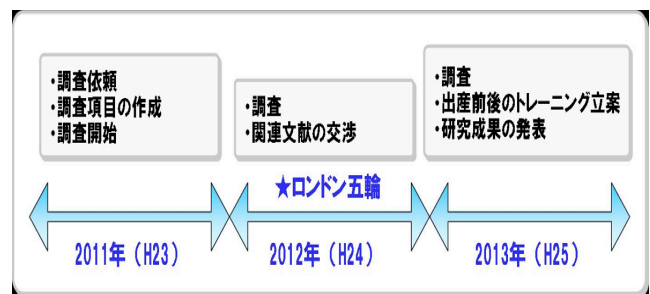 ・調査依頼
・調査項目の作成
・調査開始
・調査
・関連文献の交渉
・調査
・出産前後のトレーニング立案
・研究成果の発表
★ロンドン五輪
2011年（H23）
2012年（H24）
2013年（H25）